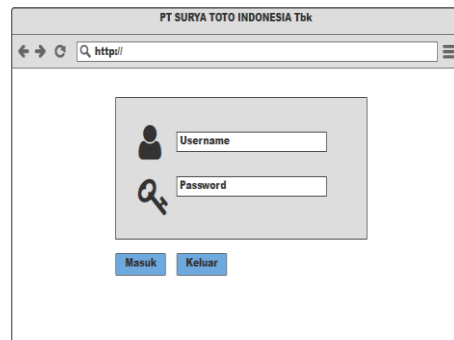 PT SURYA TOTO INDONESIA Tbk
http://
Username
Password
Masuk Keluar